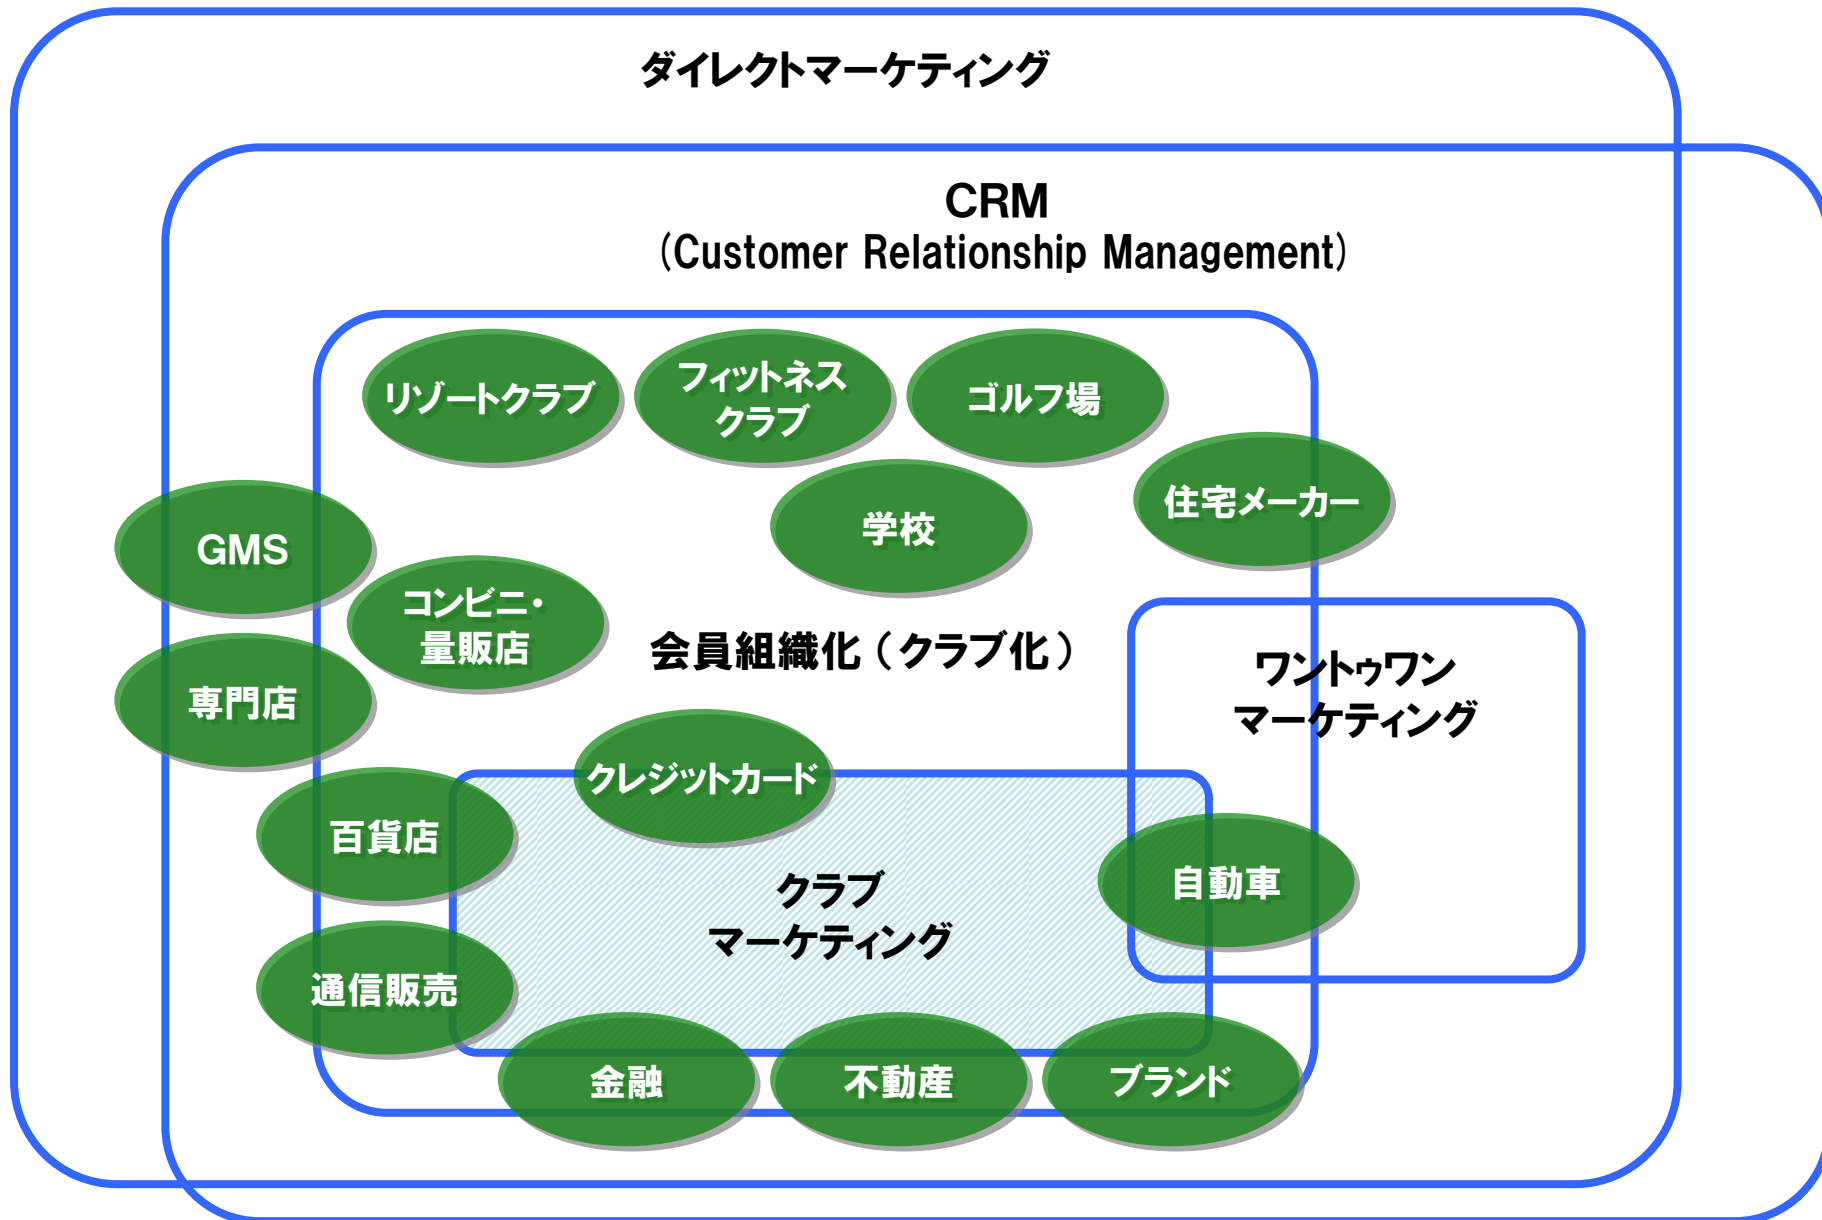 ダイレクトマーケティング
CRM
(Customer Relationship Management)
リゾートクラブ
フィットネス
クラブ
ゴルフ場
住宅メーカー
学校
GMS
コンビニ・
量販店
会員組織化(クラブ化)
ワントゥワン
マーケティング
専門店
クレジットカード
百貨店
クラブ
マーケティング
自動車
通信販売
金融
不動産
ブランド